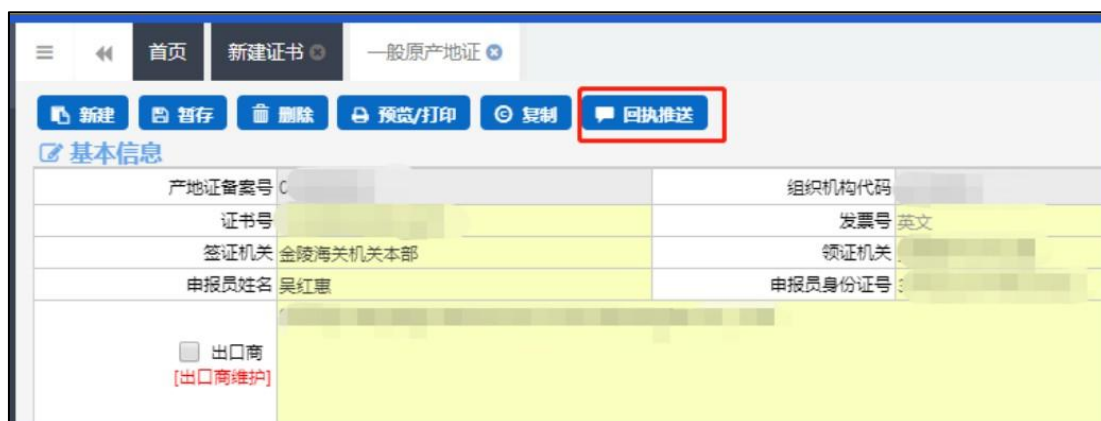 首页 新建证书 一般原产地证
新建 暂存 删除 预览/打印 复制 回执推送
基本信息
产地证备案号 组织机构代码
证书号 发票号 英文
签证机关 金陵海关机关本部 领证机关
申报员姓名 吴红惠 申报员身份证号
出口商
[出口商维护]